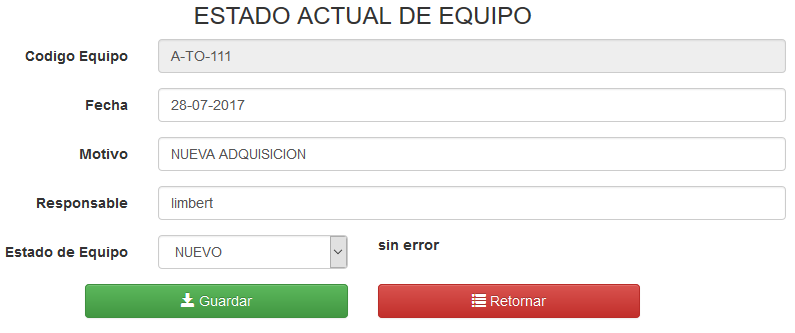 ESTADO ACTUAL DE EQUIPO
Codigo Equipo A-TO-111
Fecha 28-07-2017
Motivo NUEVA ADQUISICION
Responsable limbert
Estado de Equipo NUEVO sin error
Guardar Retornar